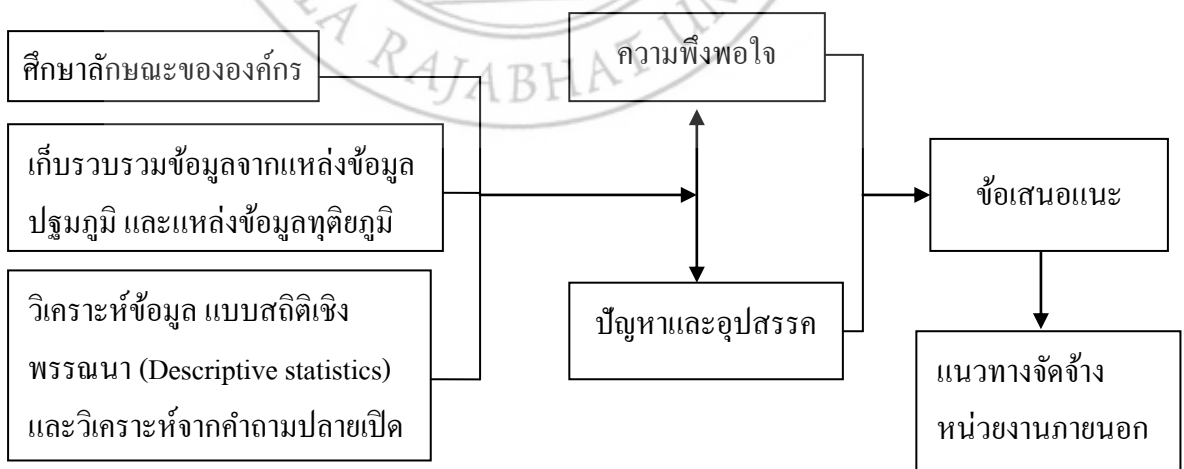 LA RAJABHAT UN
ศึกษาลักษณะขององค์กร
เก็บรวบรวมข้อมูลจากแหล่งข้อมูล
ปฐมภูมิ และแหล่งข้อมูลทุติยภูมิ
วิเคราะห์ข้อมูล แบบสถิติเชิง
พรรณนา (Descriptive statistics)
และวิเคราะห์จากคำถามปลายเปิด
ความพึงพอใจ
ปัญหาและอุปสรรค
ข้อเสนอแนะ
แนวทางจัดจ้าง
หน่วยงานภายนอก